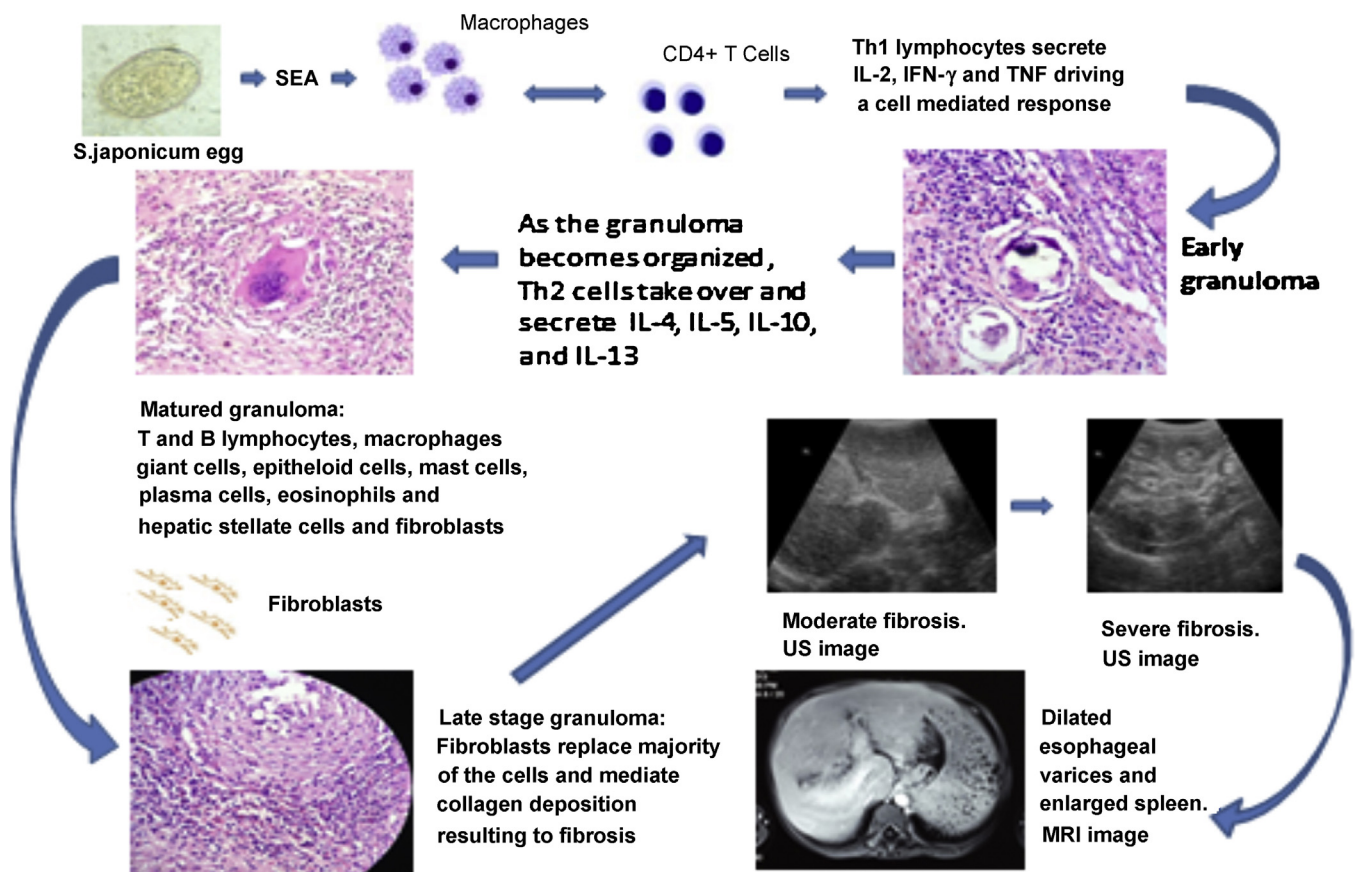 Macrophages
CD4+ T Cells
Th1 lymphocytes secrete
IL-2, IFN-γ and TNF driving
a cell mediated response
SEA
S.japonicum egg
Early
granuloma
As the granuloma
becomes organized,
Th2 cells take over and
secrete IL-4, IL-5, IL-10,
and IL-13
Matured granuloma:
T and B lymphocytes, macrophages
giant cells, epitheloid cells, mast cells,
plasma cells, eosinophils and
hepatic stellate cells and fibroblasts
Fibroblasts
Late stage granuloma:
Fibroblasts replace majority
of the cells and mediate
collagen deposition
resulting to fibrosis
Moderate fibrosis.
US image
Severe fibrosis.
US image
Dilated
esophageal
varices and
enlarged spleen.
MRI image